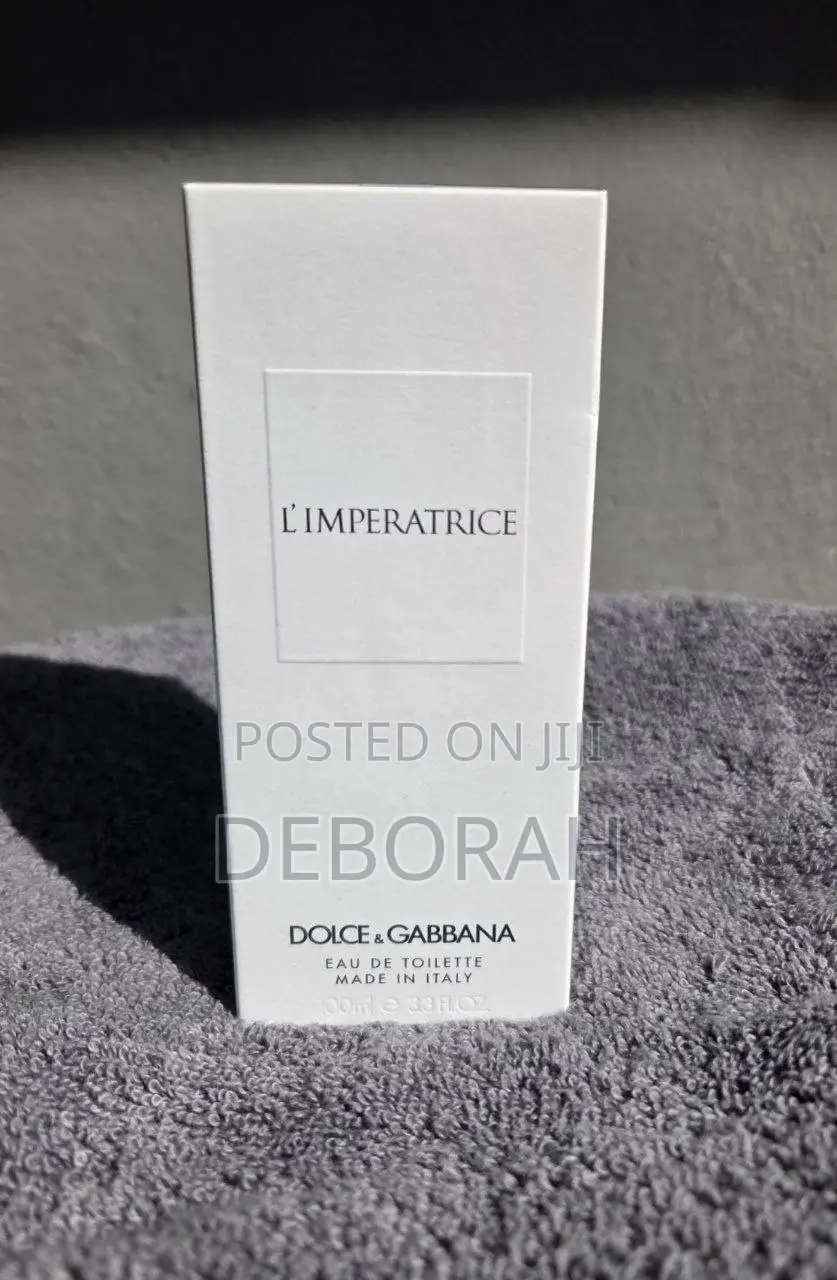 L'IMPERATRICE
POSTED ON JIJI
DEBORAH
DOLCE & GABBANA
EAU DE TOILETTE
MADE IN ITALY
100ml e 3.3 FL.OZ.